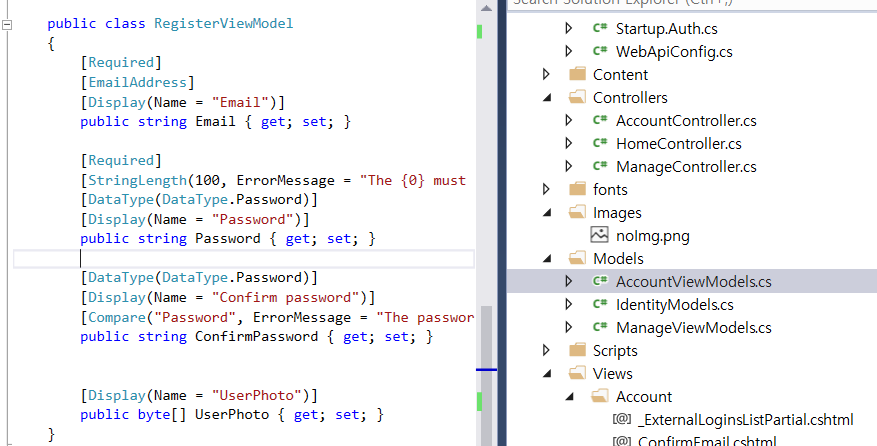 public class RegisterViewModel
{
[Required]
[EmailAddress]
[Display(Name = "Email")]
public string Email { get; set; }
[Required]
[StringLength(100, ErrorMessage = "The {0} must
[DataType(DataType.Password)]
[Display(Name = "Password")]
public string Password { get; set; }
[DataType(DataType.Password)]
[Display(Name = "Confirm password")]
[Compare("Password", ErrorMessage = "The passwor
public string ConfirmPassword { get; set; }
[Display(Name = "UserPhoto")]
public byte[] UserPhoto { get; set; }
}
Search Solution Explorer (Ctrl+;)
C# Startup.Auth.cs
C# WebApiConfig.cs
Content
Controllers
C# AccountController.cs
C# HomeController.cs
C# ManageController.cs
fonts
Images
noImg.png
Models
C# AccountViewModels.cs
C# IdentityModels.cs
C# ManageViewModels.cs
Scripts
Views
Account
[@] _ExternalLoginsListPartial.cshtml
[@] ConfirmEmail.cshtml